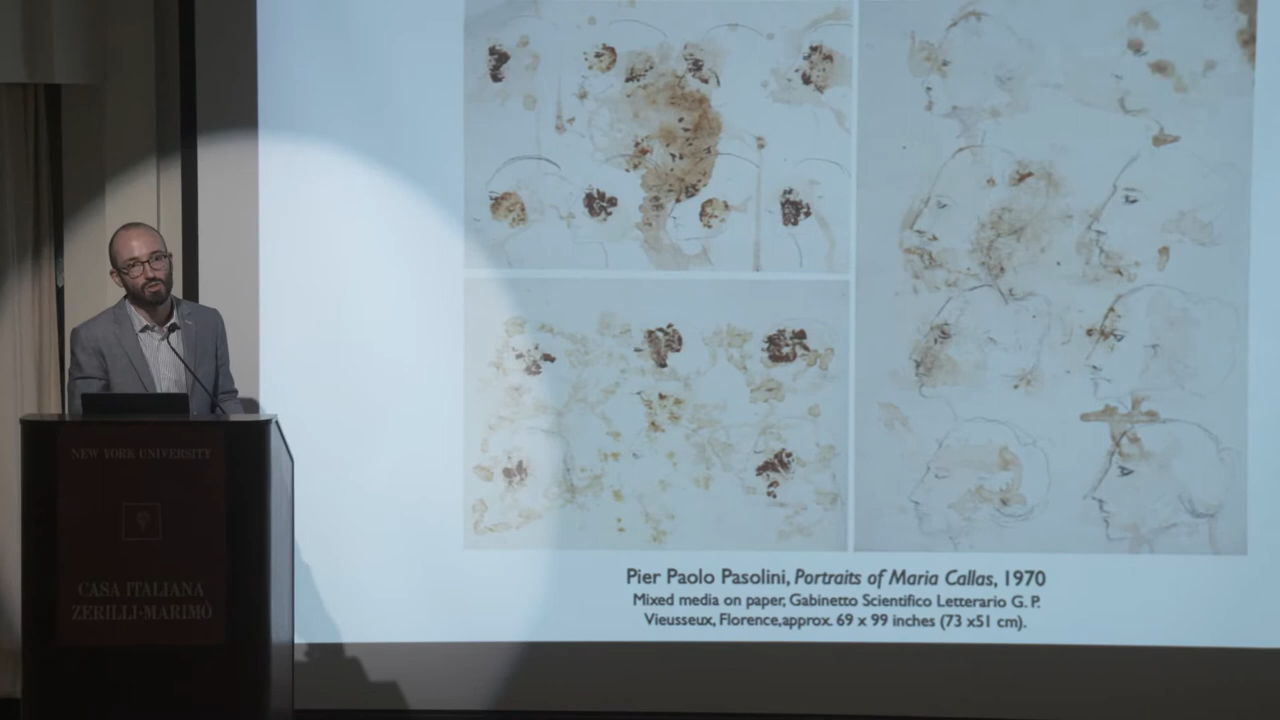 NEW YORK UNIVERSITY
CASA ITALIANA
ZERILLI-MARIMÒ
Pier Paolo Pasolini, Portraits of Maria Callas, 1970
Mixed media on paper, Gabinetto Scientifico Letterario G. P.
Vieusseux, Florence,approx. 69 x 99 inches (73 x51 cm).